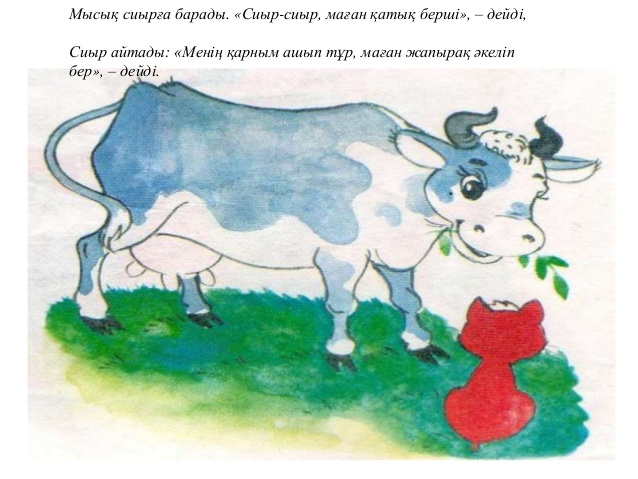 Мысық сиырға барады. «Сиыр-сиыр, маған қатық берші», – дейді,
Сиыр айтады: «Менің қарным ашып тұр, маған жапырақ әкеліп
бер», – дейді.